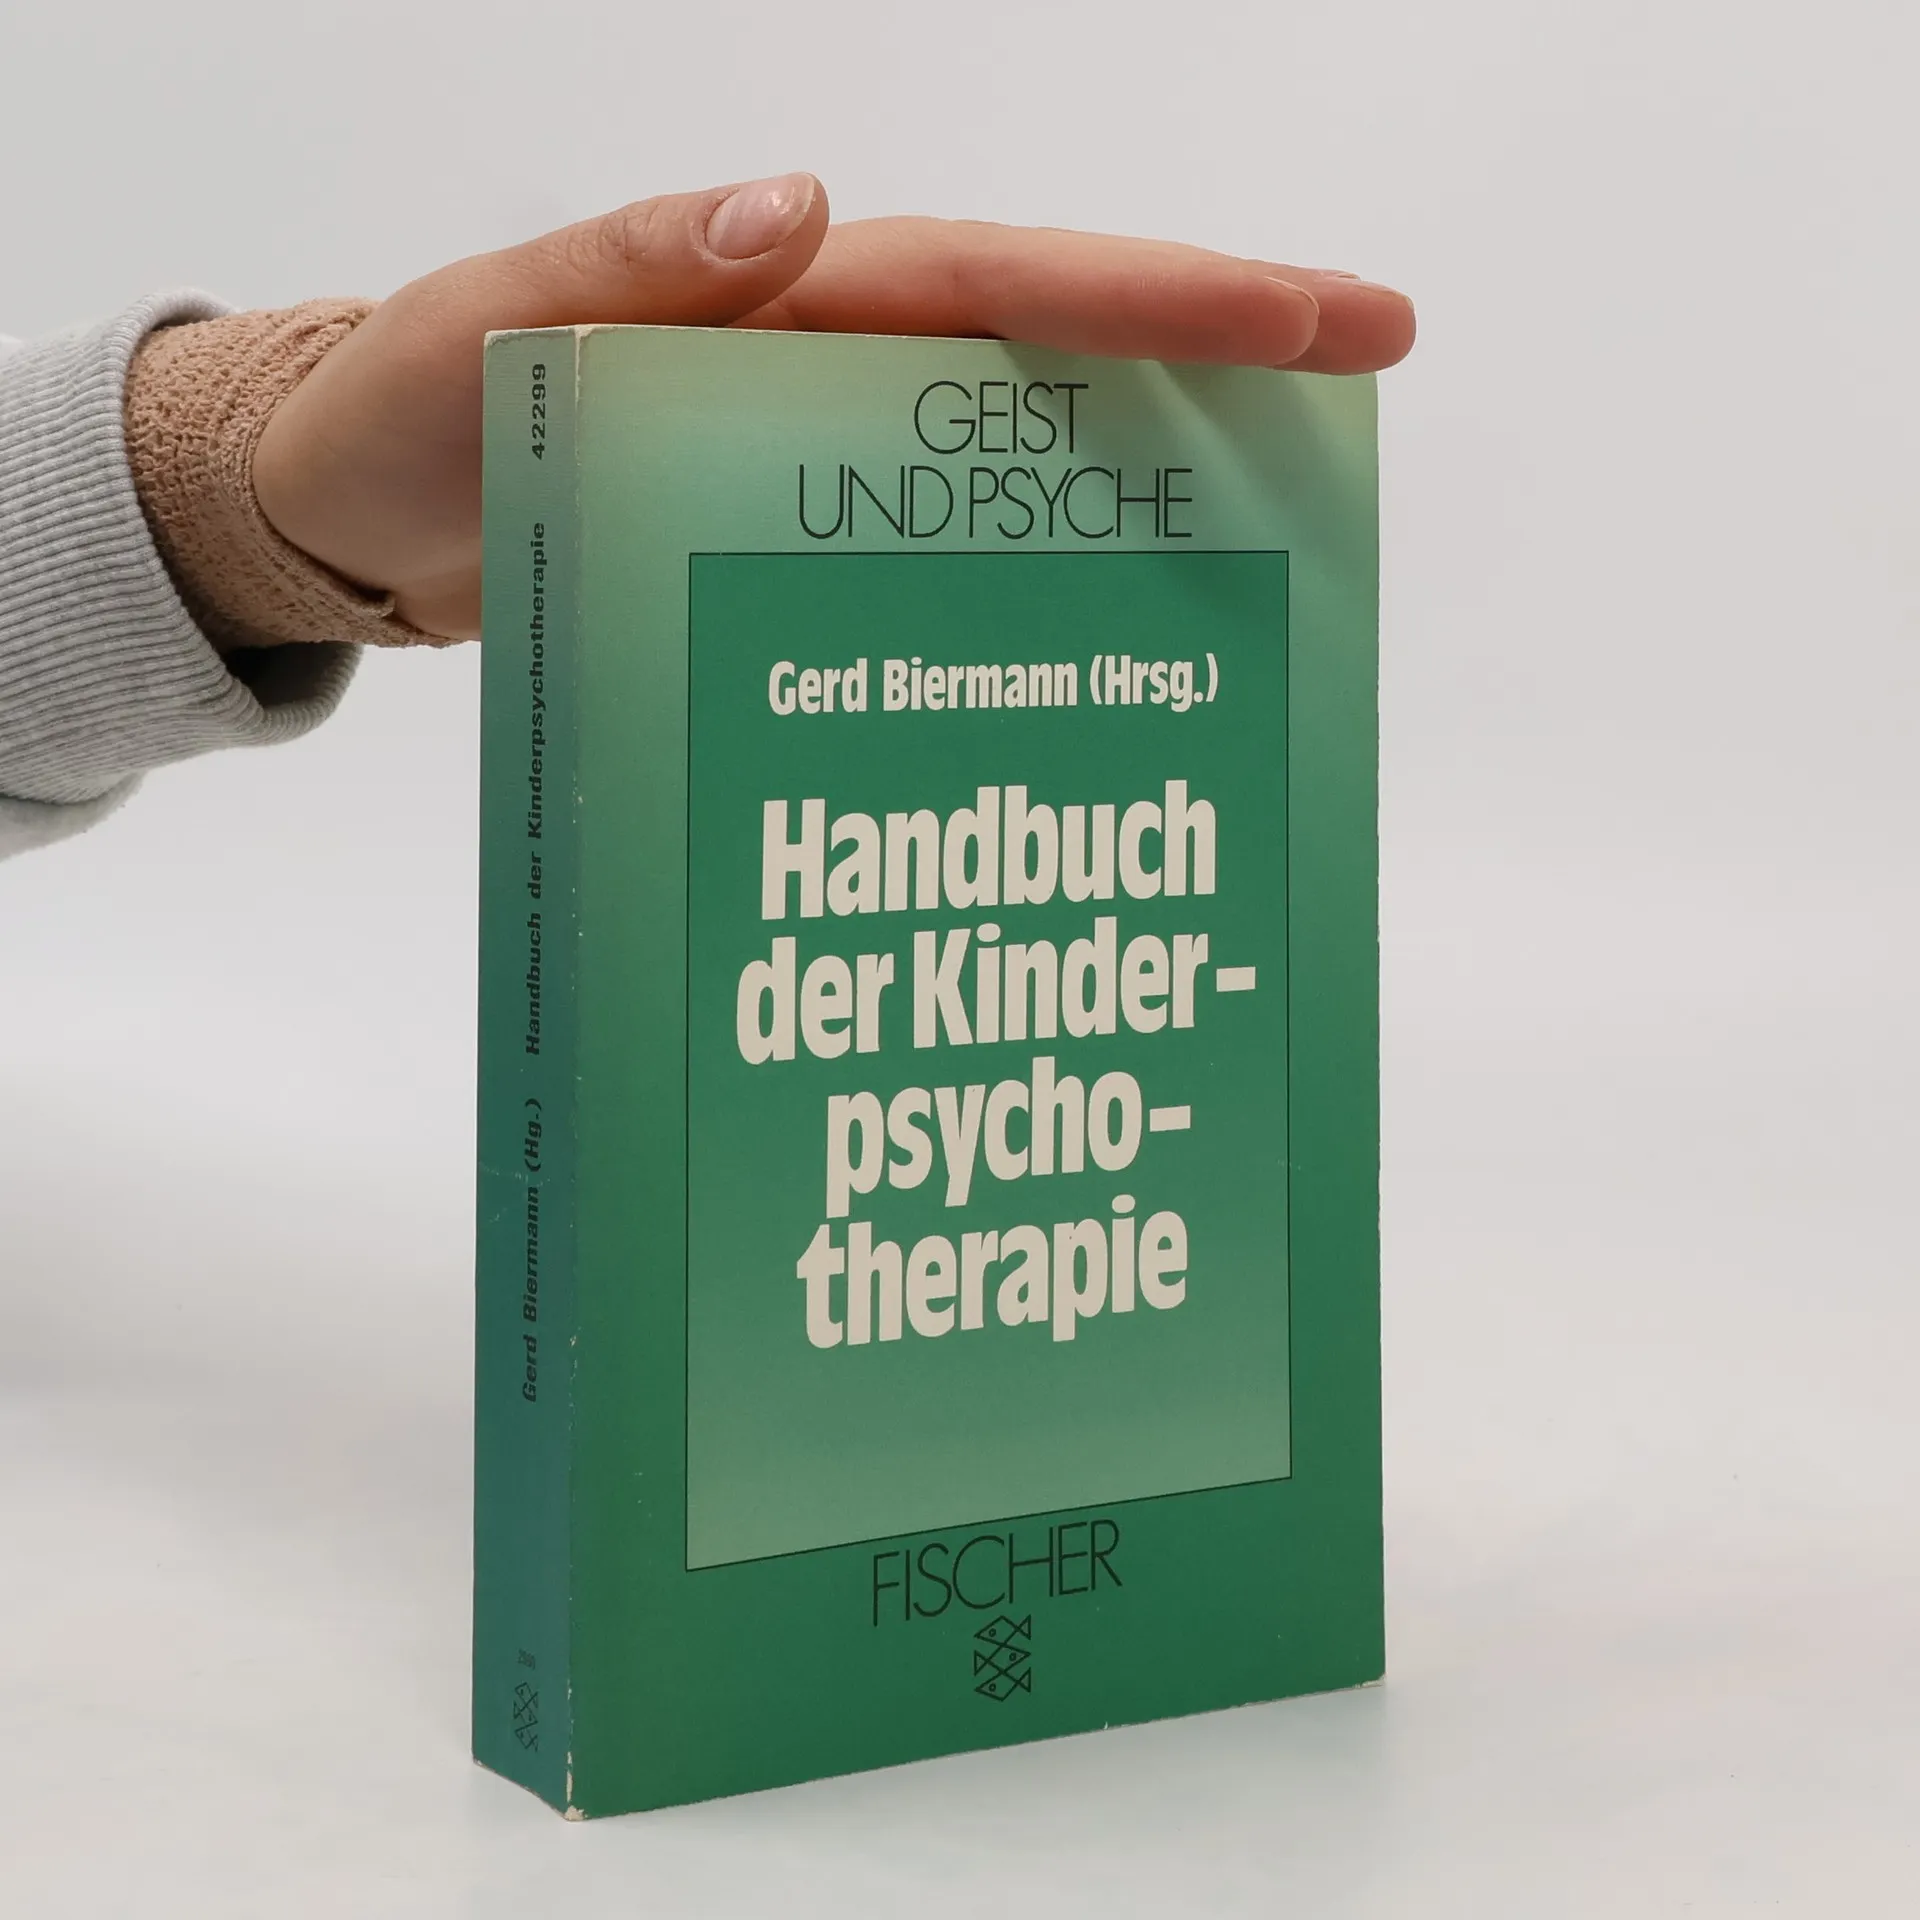 GEIST
UND PSYCHE
Gerd Biermann (Hrsg.)
Handbuch
der Kinder-
psycho-
therapie
FISCHER
Gerd Biermann (Hg.) Handbuch der Kinderpsychotherapie 42299